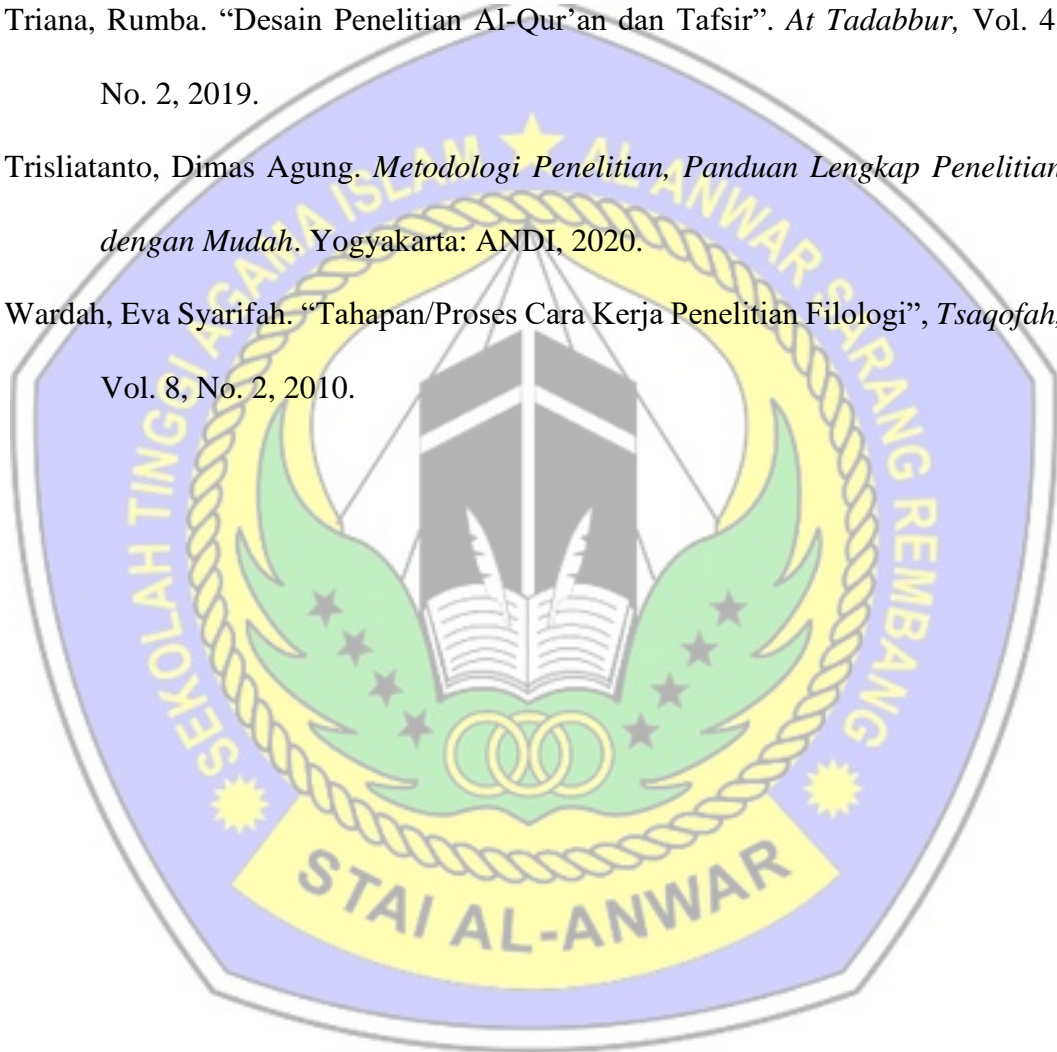 Triana, Rumba. “Desain Penelitian Al-Qur’an dan Tafsir”. At Tadabbur, Vol. 4
No. 2, 2019.
Trisliatanto, Dimas Agung. Metodologi Penelitian, Panduan Lengkap Penelitian
dengan Mudah. Yogyakarta: ANDI, 2020.
Wardah, Eva Syarifah. “Tahapan/Proses Cara Kerja Penelitian Filologi”, Tsaqofah,
Vol. 8, No. 2, 2010.
SEKOLAH TINGGI AGAMA ISLAM AL ANWAR SARANG REMBANG
STAI AL-ANWAR